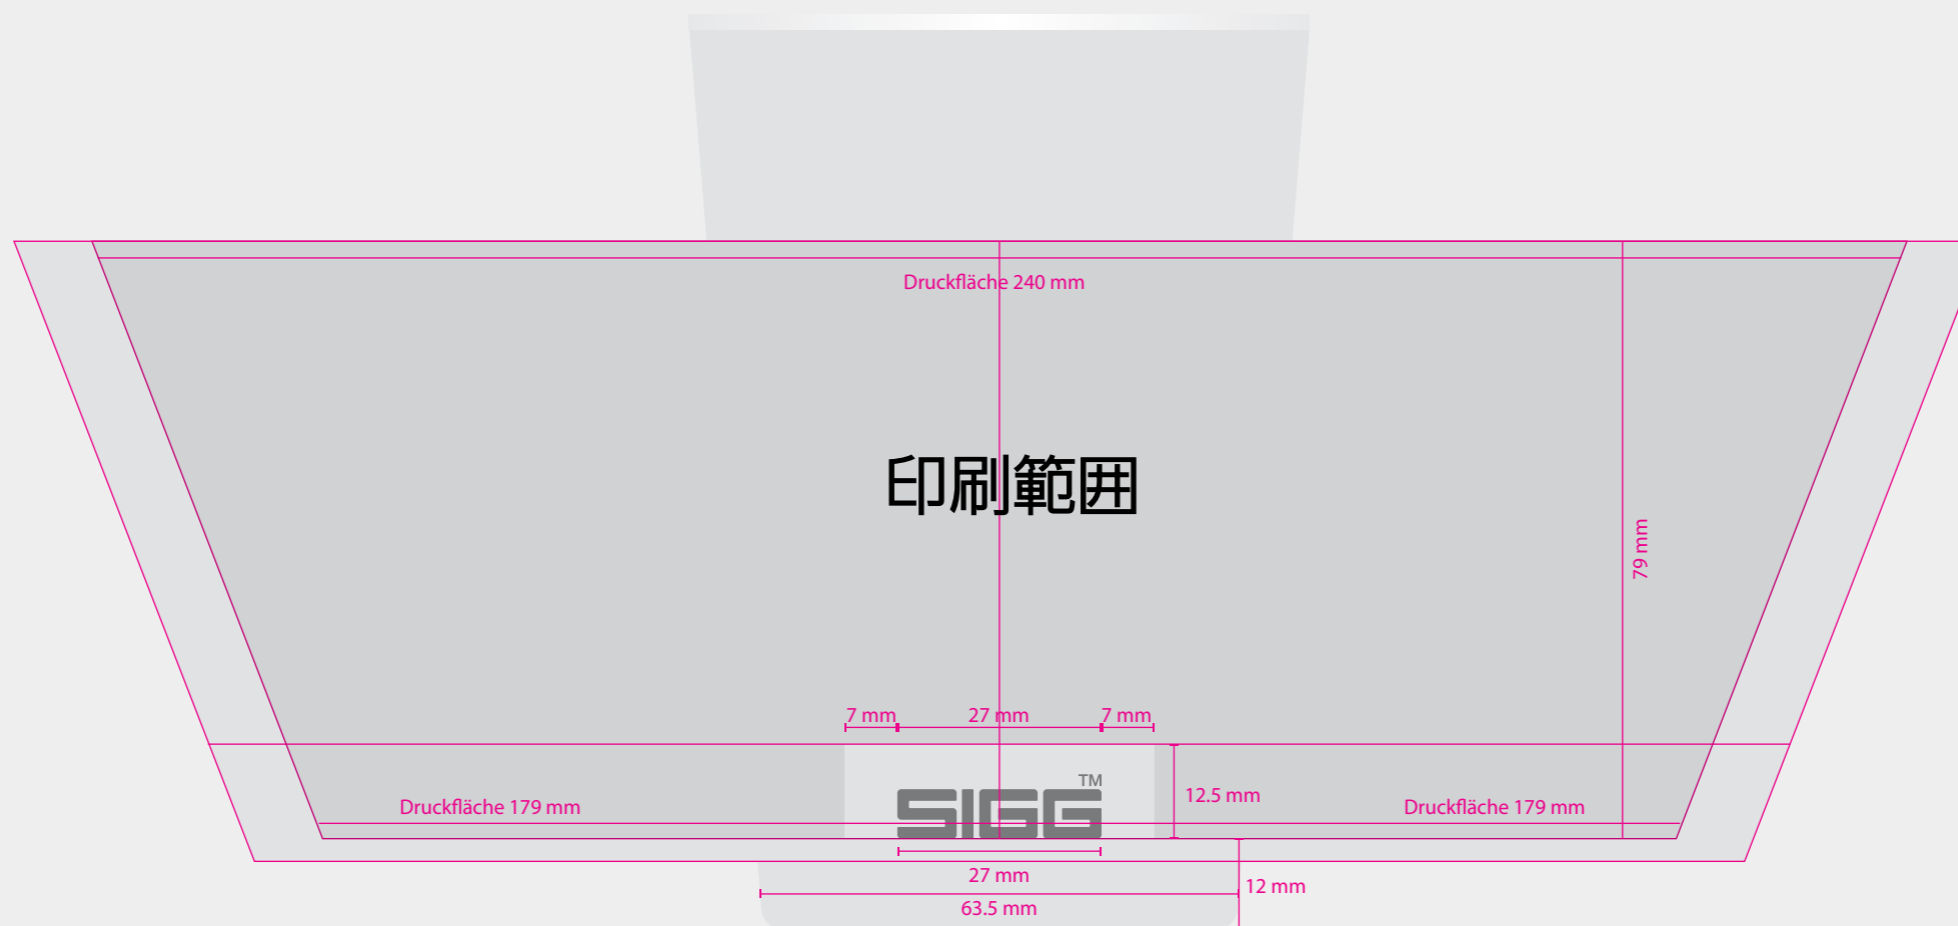 Druckfläche 240 mm
印刷範囲
79 mm
7 mm 27 mm 7 mm
TM
SIGG
12.5 mm
Druckfläche 179 mm
Druckfläche 179 mm
27 mm
12 mm
63.5 mm